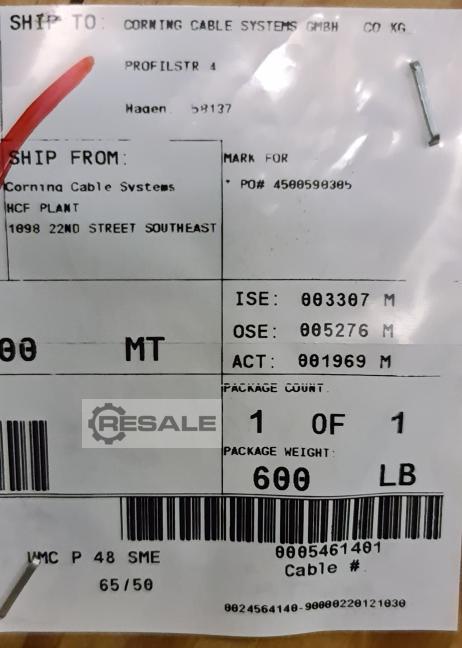 SHIP TO: CORNING CABLE SYSTEMS GMBH CO KG
PROFILSTR 4
Hagen 58137
SHIP FROM:
Corning Cable Systems
HCF PLANT
1098 22ND STREET SOUTHEAST
MARK FOR
* PO# 4500590305
ISE: 003307 M
OSE: 005276 M
ACT: 001969 M
00 MT
PACKAGE COUNT:
1 OF 1
PACKAGE WEIGHT:
600 LB
RESALE
0005461401
Cable #
WMC P 48 SME
65/50
0024564140-90000220121030